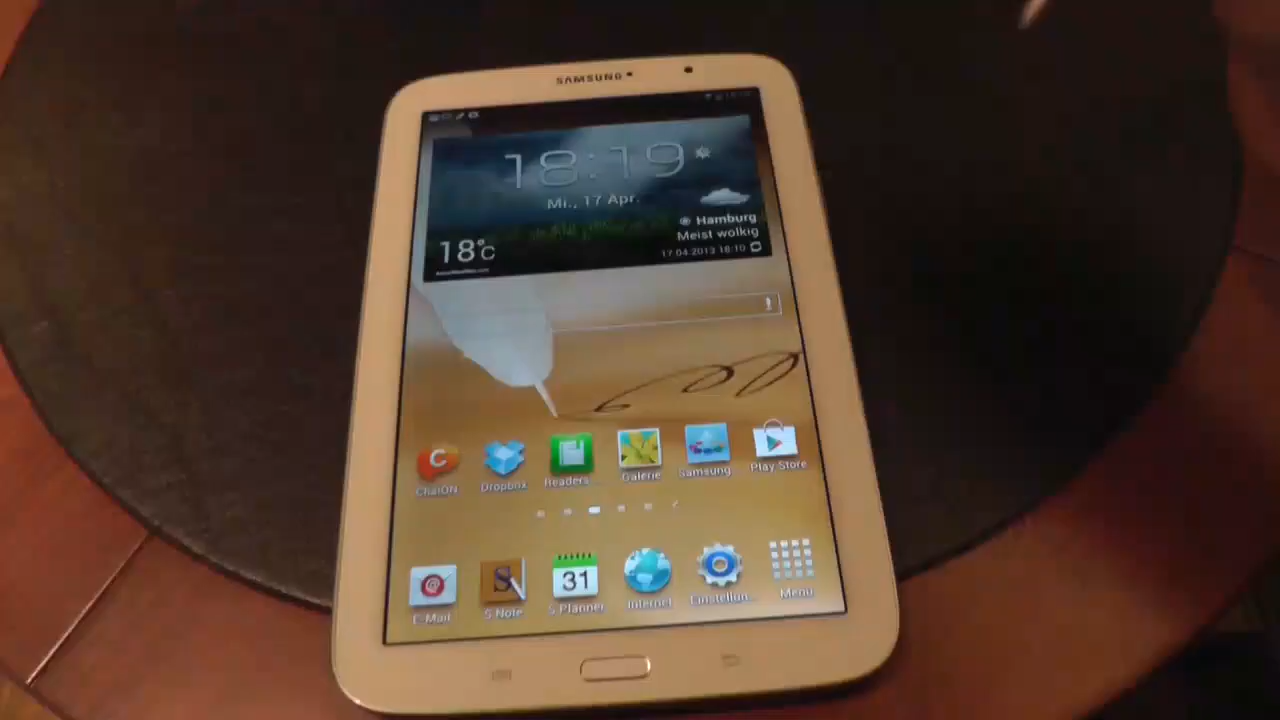 SAMSUNG
18:19
Mi., 17 Apr.
Hamburg
Meist wolkig
18°C
17.04.2013 18:10
ChatON
Dropbox
Readers...
Galerie
Samsung
Play Store
E-Mail
S Note
31
S Planner
Internet
Einstellun...
Menü